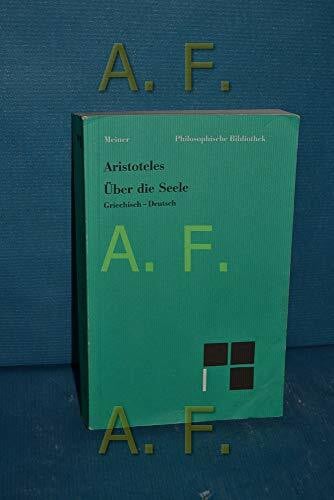 A. F.
Meiner Philosophische Bibliothek
Aristoteles
Über die Seele
Griechisch – Deutsch
A. F.
A. F.